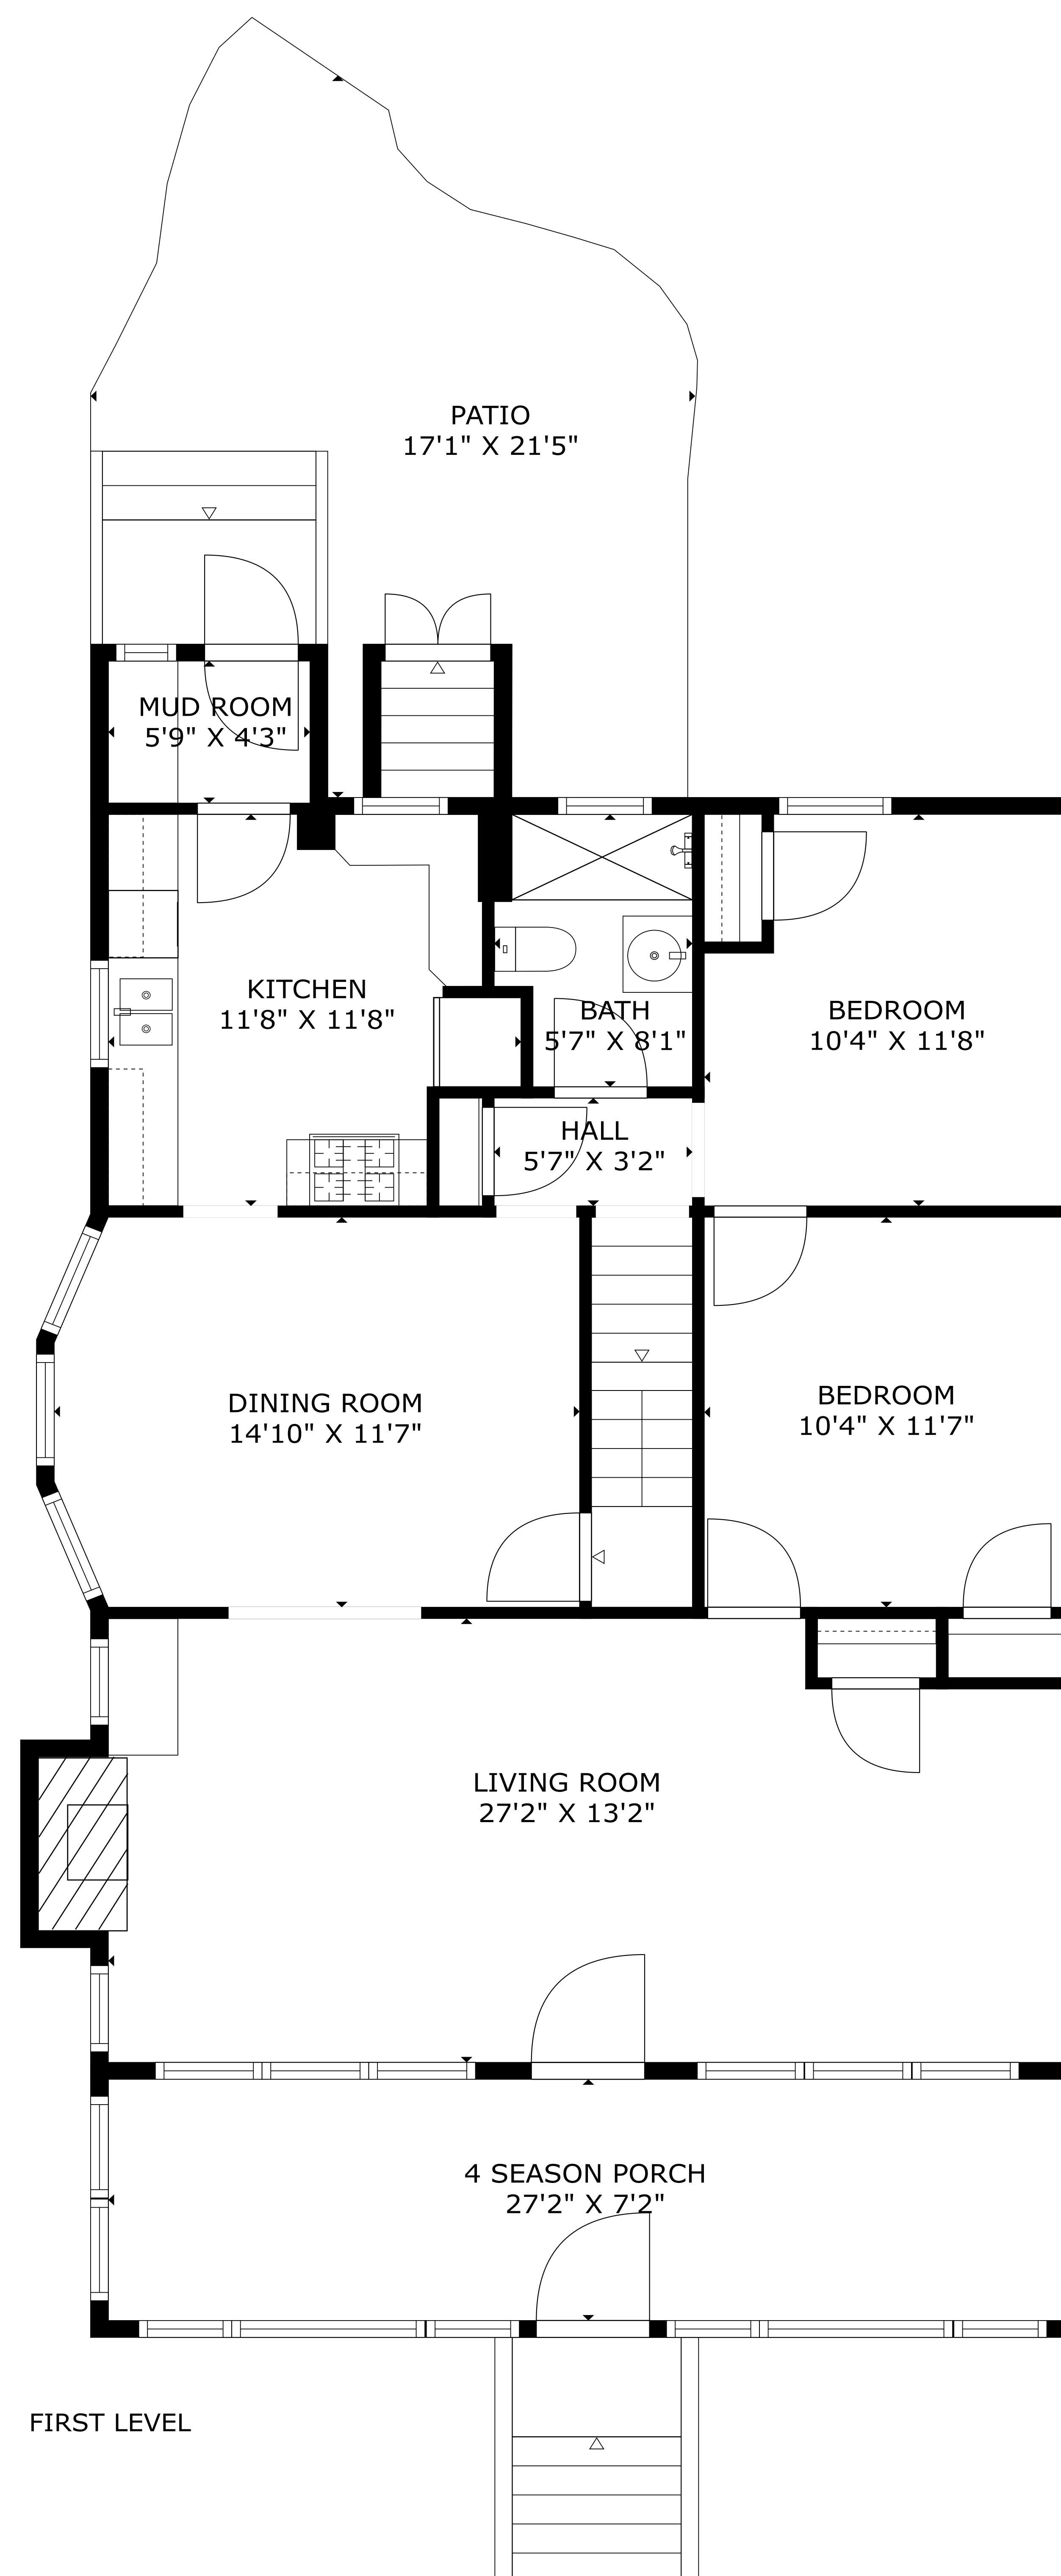 PATIO
17'1" X 21'5"
MUD ROOM
5'9" X 4'3"
KITCHEN
11'8" X 11'8"
BATH
5'7" X 8'1"
BEDROOM
10'4" X 11'8"
HALL
5'7" X 3'2"
DINING ROOM
14'10" X 11'7"
BEDROOM
10'4" X 11'7"
LIVING ROOM
27'2" X 13'2"
4 SEASON PORCH
27'2" X 7'2"
FIRST LEVEL